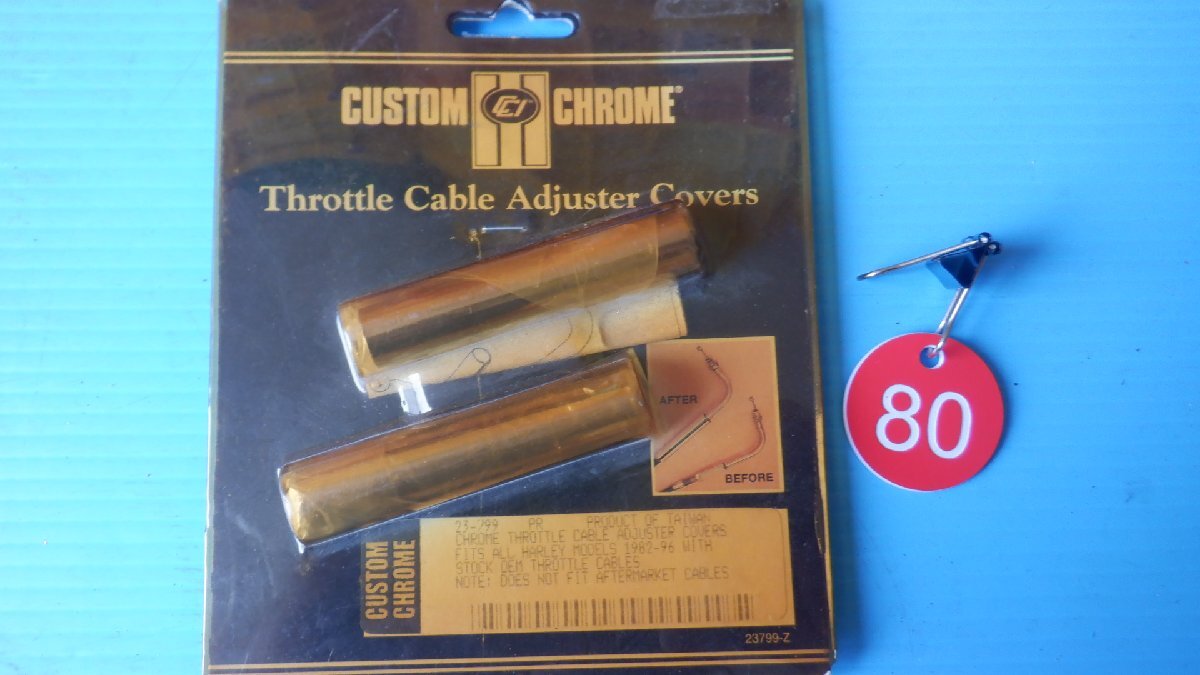 CUSTOM CCI CHROME®
Throttle Cable Adjuster Covers
AFTER
BEFORE
23-799 PR PRODUCT OF TAIWAN
CHROME THROTTLE CABLE ADJUSTER COVERS
FITS ALL HARLEY MODELS 1982-96 WITH
STOCK OEM THROTTLE CABLES
NOTE: DOES NOT FIT AFTERMARKET CABLES
CUSTOM
CHROME
23799-Z
80